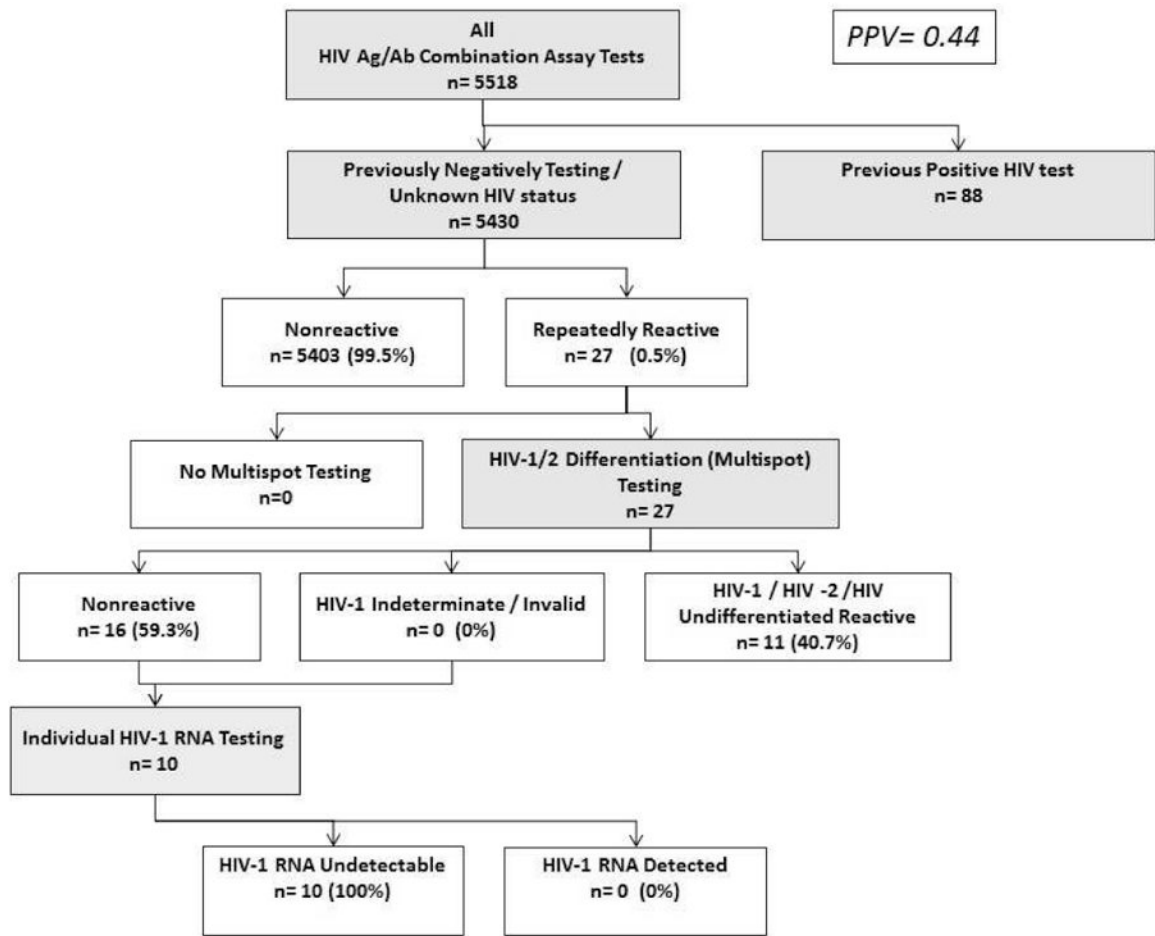 All
HIV Ag/Ab Combination Assay Tests
n= 5518
PPV= 0.44
Previously Negatively Testing /
Unknown HIV status
n= 5430
Previous Positive HIV test
n= 88
Nonreactive
n= 5403 (99.5%)
Repeatedly Reactive
n= 27 (0.5%)
No Multispot Testing
n=0
HIV-1/2 Differentiation (Multispot)
Testing
n= 27
Nonreactive
n= 16 (59.3%)
HIV-1 Indeterminate / Invalid
n= 0 (0%)
HIV-1 / HIV -2 /HIV
Undifferentiated Reactive
n= 11 (40.7%)
Individual HIV-1 RNA Testing
n= 10
HIV-1 RNA Undetectable
n= 10 (100%)
HIV-1 RNA Detected
n= 0 (0%)